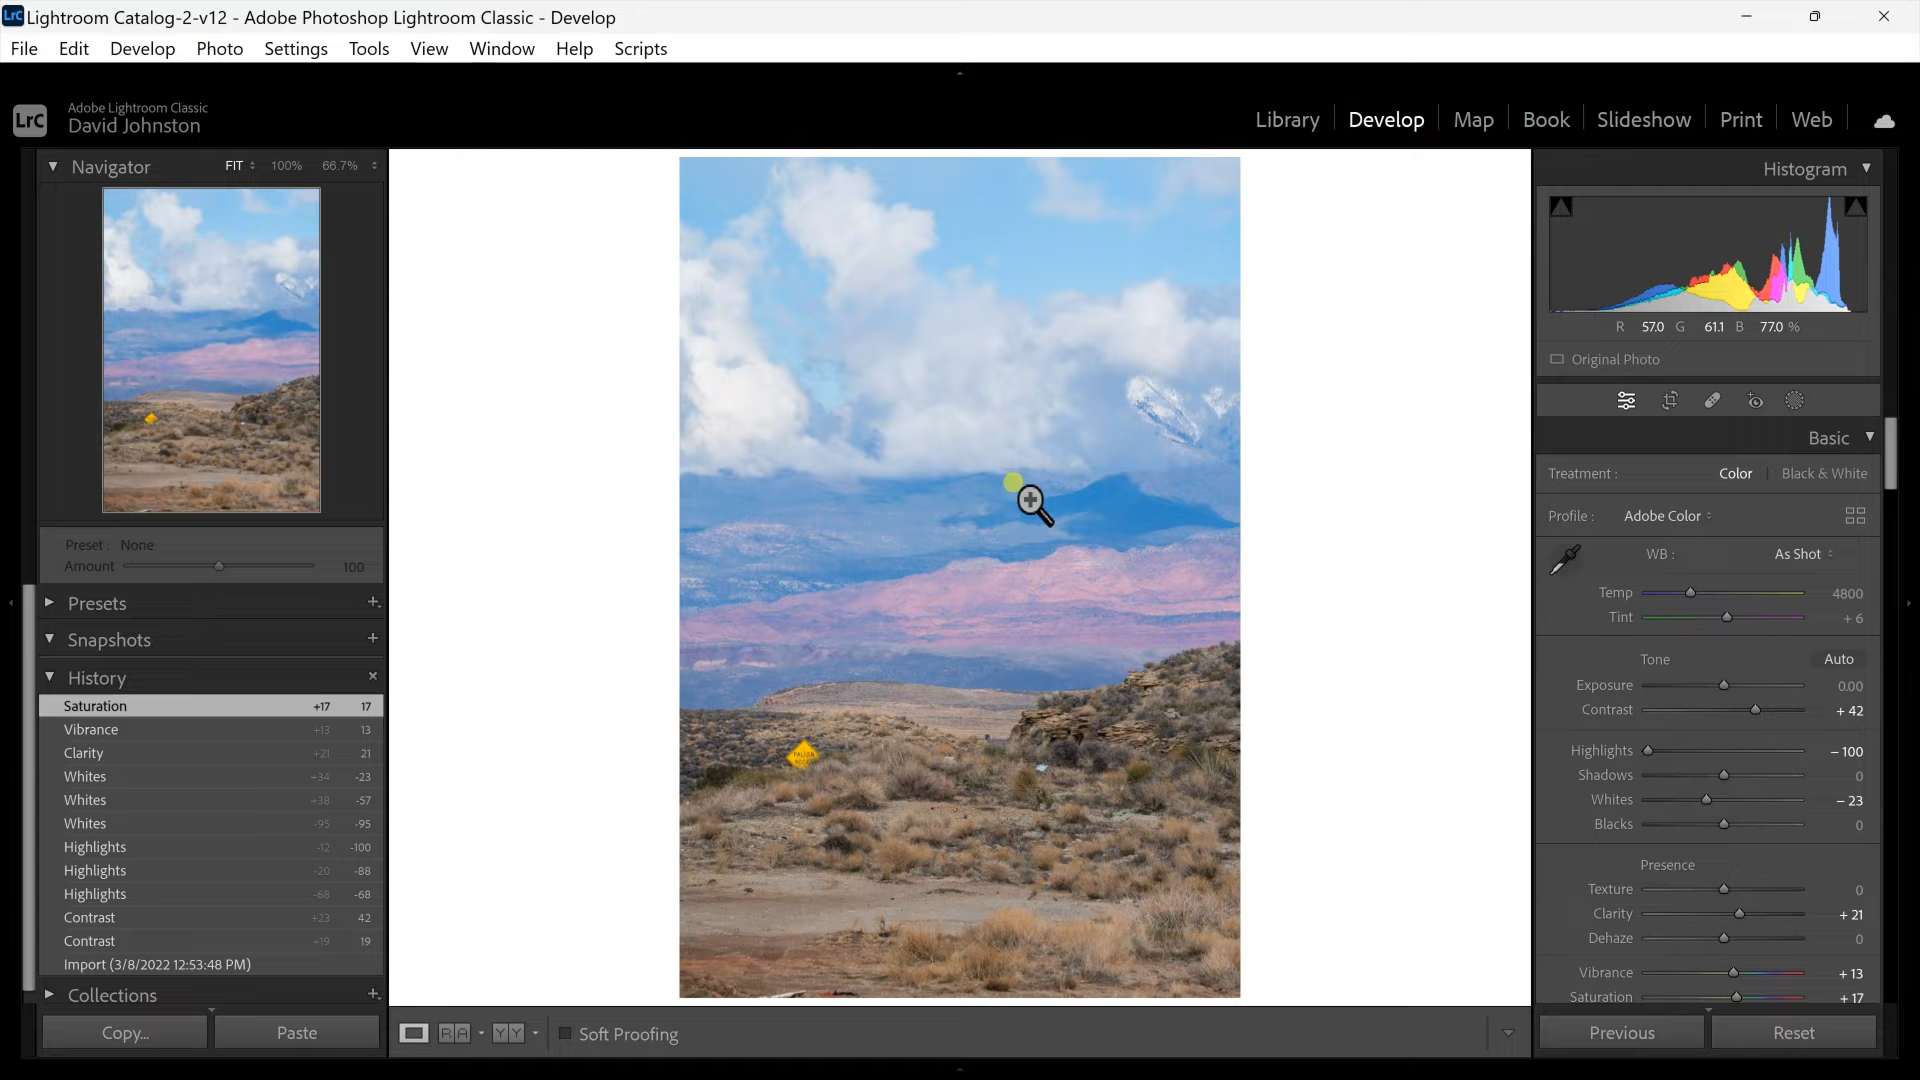 LrC Lightroom Catalog-2-v12 - Adobe Photoshop Lightroom Classic - Develop
File Edit Develop Photo Settings Tools View Window Help Scripts
LrC
Adobe Lightroom Classic
David Johnston
Library Develop Map Book Slideshow Print Web
Navigator FIT 100% 66.7%
Preset : None
Amount 100
Presets +
Snapshots +
History ×
Saturation +17 17
Vibrance +13 13
Clarity +21 21
Whites +34 -23
Whites +38 -57
Whites -95 -95
Highlights -12 -100
Highlights -20 -88
Highlights -68 -68
Contrast +23 42
Contrast +19 19
Import (3/8/2022 12:53:48 PM)
Collections +
Copy... Paste
FALLEN
ROCK
RA YY Soft Proofing
Histogram
R 57.0 G 61.1 B 77.0 %
Original Photo
Basic
Treatment : Color Black & White
Profile : Adobe Color
WB : As Shot
Temp 4800
Tint + 6
Tone Auto
Exposure 0.00
Contrast + 42
Highlights – 100
Shadows 0
Whites – 23
Blacks 0
Presence
Texture 0
Clarity + 21
Dehaze 0
Vibrance + 13
Saturation + 17
Previous Reset